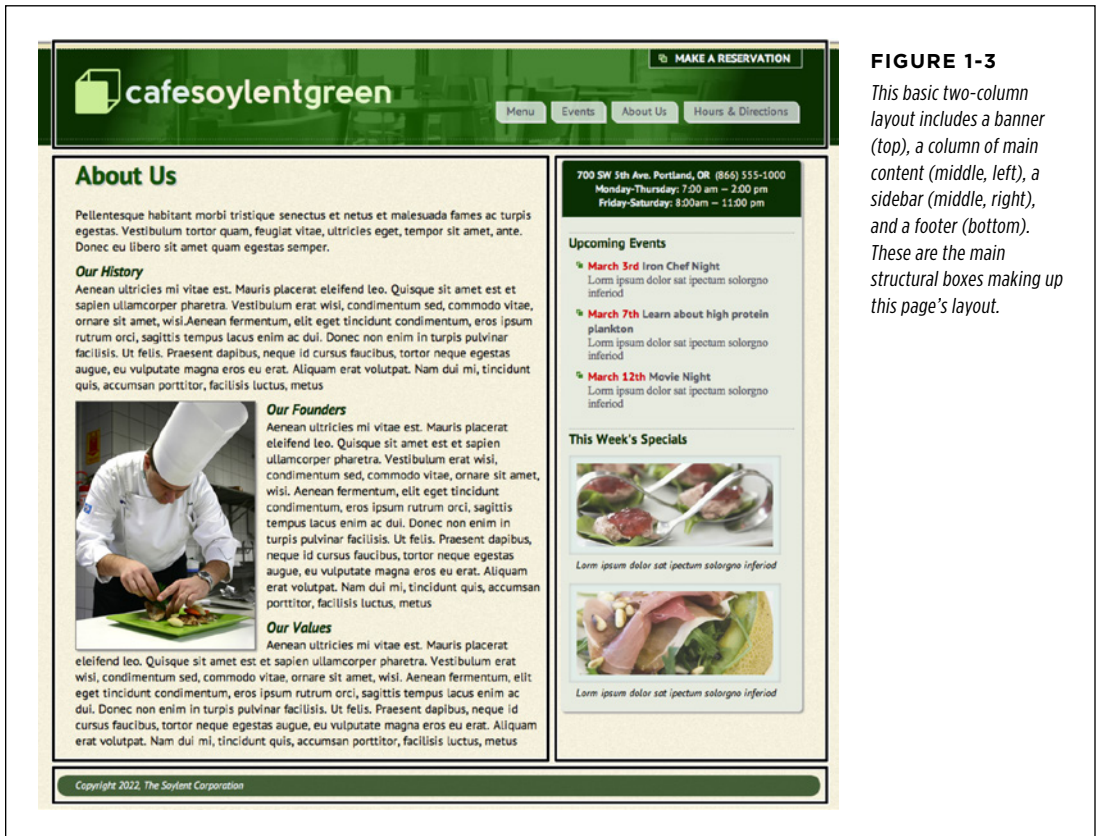 cafesoylentgreen
MAKE A RESERVATION
Menu
Events
About Us
Hours & Directions
About Us
Pellentesque habitant morbi tristique senectus et netus et malesuada fames ac turpis
egestas. Vestibulum tortor quam, feugiat vitae, ultricies eget, tempor sit amet, ante.
Donec eu libero sit amet quam egestas semper.
Our History
Aenean ultricies mi vitae est. Mauris placerat eleifend leo. Quisque sit amet est et
sapien ullamcorper pharetra. Vestibulum erat wisi, condimentum sed, commodo vitae,
ornare sit amet, wisi.Aenean fermentum, elit eget tincidunt condimentum, eros ipsum
rutrum orci, sagittis tempus lacus enim ac dui. Donec non enim in turpis pulvinar
facilisis. Ut felis. Praesent dapibus, neque id cursus faucibus, tortor neque egestas
augue, eu vulputate magna eros eu erat. Aliquam erat volutpat. Nam dui mi, tincidunt
quis, accumsan porttitor, facilisis luctus, metus
Our Founders
Aenean ultricies mi vitae est. Mauris placerat
eleifend leo. Quisque sit amet est et sapien
ullamcorper pharetra. Vestibulum erat wisi,
condimentum sed, commodo vitae, ornare sit amet,
wisi. Aenean fermentum, elit eget tincidunt
condimentum, eros ipsum rutrum orci, sagittis
tempus lacus enim ac dui. Donec non enim in
turpis pulvinar facilisis. Ut felis. Praesent dapibus,
neque id cursus faucibus, tortor neque egestas
augue, eu vulputate magna eros eu erat. Aliquam
erat volutpat. Nam dui mi, tincidunt quis, accumsan
porttitor, facilisis luctus, metus
Our Values
Aenean ultricies mi vitae est. Mauris placerat
eleifend leo. Quisque sit amet est et sapien ullamcorper pharetra. Vestibulum erat
wisi, condimentum sed, commodo vitae, ornare sit amet, wisi. Aenean fermentum, elit
eget tincidunt condimentum, eros ipsum rutrum orci, sagittis tempus lacus enim ac
dui. Donec non enim in turpis pulvinar facilisis. Ut felis. Praesent dapibus, neque id
cursus faucibus, tortor neque egestas augue, eu vulputate magna eros eu erat. Aliquam
erat volutpat. Nam dui mi, tincidunt quis, accumsan porttitor, facilisis luctus, metus
700 SW 5th Ave. Portland, OR (866) 555-1000
Monday-Thursday: 7:00 am — 2:00 pm
Friday-Saturday: 8:00am — 11:00 pm
Upcoming Events
March 3rd Iron Chef Night
Lorm ipsum dolor sat ipectum solorgno
inferiod
March 7th Learn about high protein
plankton
Lorm ipsum dolor sat ipectum solorgno
inferiod
March 12th Movie Night
Lorm ipsum dolor sat ipectum solorgno
inferiod
This Week's Specials
Lorm ipsum dolor sat ipectum solorgno inferiod
Lorm ipsum dolor sat ipectum solorgno inferiod
Copyright 2022, The Soylent Corporation
FIGURE 1-3
This basic two-column
layout includes a banner
(top), a column of main
content (middle, left), a
sidebar (middle, right),
and a footer (bottom).
These are the main
structural boxes making up
this page’s layout.